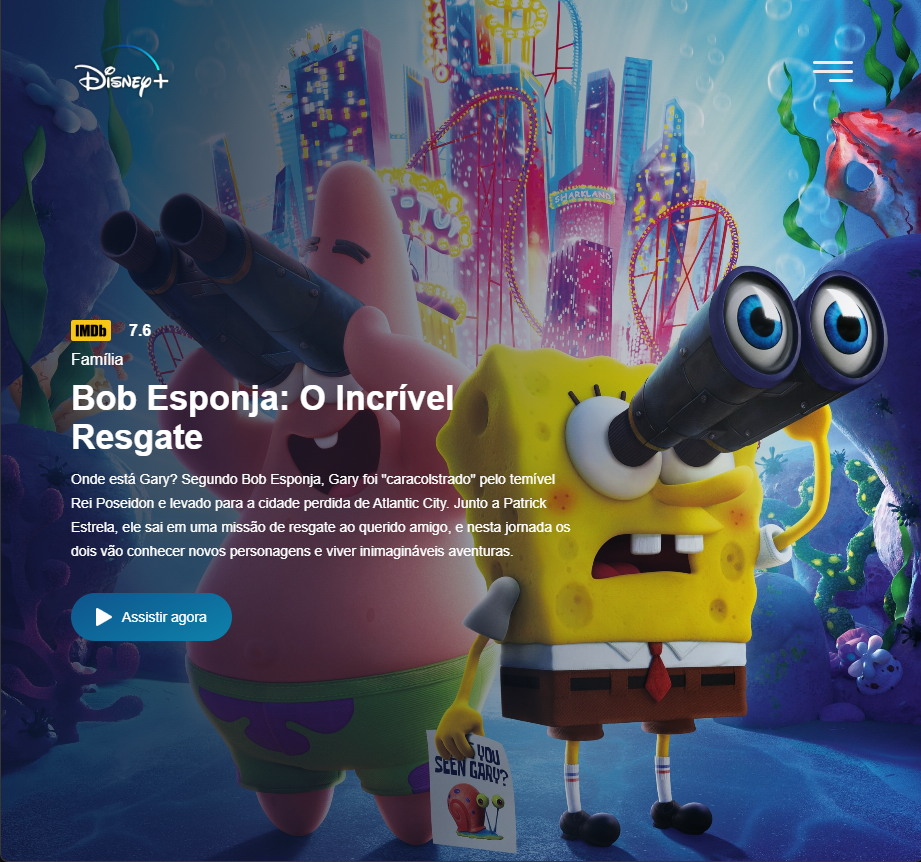 Disney+
SHARKLAND
IMDb 7.6
Família
Bob Esponja: O Incrível
Resgate
Onde está Gary? Segundo Bob Esponja, Gary foi "caracolstrado" pelo temível
Rei Poseidon e levado para a cidade perdida de Atlantic City. Junto a Patrick
Estrela, ele sai em uma missão de resgate ao querido amigo, e nesta jornada os
dois vão conhecer novos personagens e viver inimagináveis aventuras.
Assistir agora
YOU
SEEN GARY?